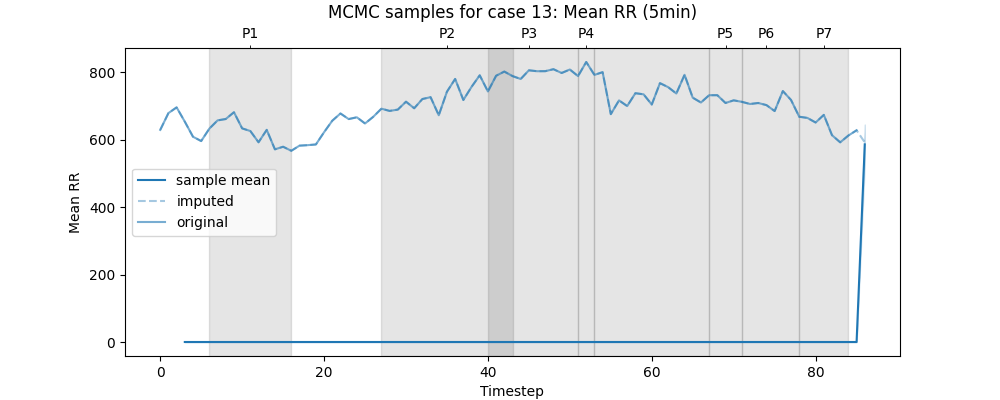 MCMC samples for case 13: Mean RR (5min)
P1 P2 P3 P4 P5 P6 P7
800
600
400
200
0
Mean RR
sample mean
imputed
original
0 20 40 60 80
Timestep